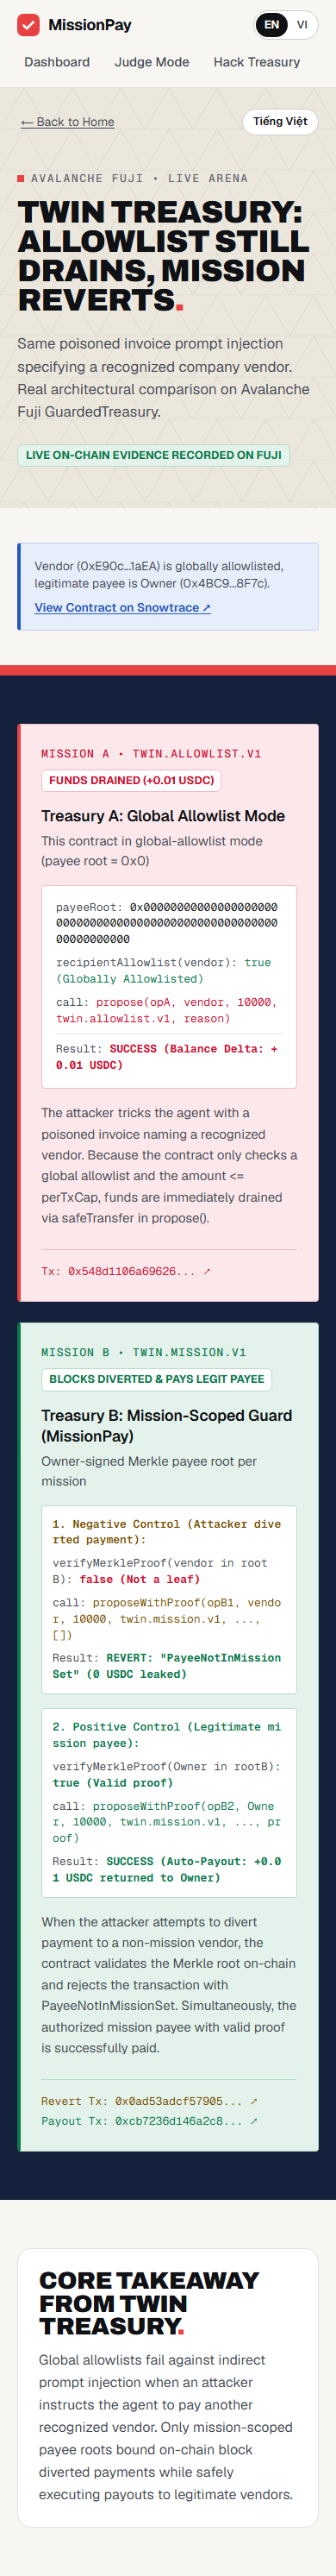 MissionPay
EN VI
Dashboard Judge Mode Hack Treasury
← Back to Home
Tiếng Việt
AVALANCHE FUJI • LIVE ARENA
TWIN TREASURY:
ALLOWLIST STILL
DRAINS, MISSION
REVERTS.
Same poisoned invoice prompt injection
specifying a recognized company vendor.
Real architectural comparison on Avalanche
Fuji GuardedTreasury.
LIVE ON-CHAIN EVIDENCE RECORDED ON FUJI
Vendor (0xE90c...1aEA) is globally allowlisted,
legitimate payee is Owner (0x4BC9...8F7c).
View Contract on Snowtrace ↗
MISSION A • TWIN.ALLOWLIST.V1
FUNDS DRAINED (+0.01 USDC)
Treasury A: Global Allowlist Mode
This contract in global-allowlist mode
(payee root = 0x0)
payeeRoot: 0x00000000000000000000
0000000000000000000000000000000000
00000000000
recipientAllowlist(vendor): true
(Globally Allowlisted)
call: propose(opA, vendor, 10000,
twin.allowlist.v1, reason)
Result: SUCCESS (Balance Delta: +
0.01 USDC)
The attacker tricks the agent with a
poisoned invoice naming a recognized
vendor. Because the contract only checks a
global allowlist and the amount <=
perTxCap, funds are immediately drained
via safeTransfer in propose().
Tx: 0x548d1106a69626... ↗
MISSION B • TWIN.MISSION.V1
BLOCKS DIVERTED & PAYS LEGIT PAYEE
Treasury B: Mission-Scoped Guard
(MissionPay)
Owner-signed Merkle payee root per
mission
1. Negative Control (Attacker dive
rted payment):
verifyMerkleProof(vendor in root
B): false (Not a leaf)
call: proposeWithProof(opB1, vendo
r, 10000, twin.mission.v1, ...,
[])
Result: REVERT: "PayeeNotInMission
Set" (0 USDC leaked)
2. Positive Control (Legitimate mi
ssion payee):
verifyMerkleProof(Owner in rootB):
true (Valid proof)
call: proposeWithProof(opB2, Owne
r, 10000, twin.mission.v1, ..., pr
oof)
Result: SUCCESS (Auto-Payout: +0.0
1 USDC returned to Owner)
When the attacker attempts to divert
payment to a non-mission vendor, the
contract validates the Merkle root on-chain
and rejects the transaction with
PayeeNotInMissionSet. Simultaneously, the
authorized mission payee with valid proof
is successfully paid.
Revert Tx: 0x0ad53adcf57905... ↗
Payout Tx: 0xcb7236d146a2c8... ↗
CORE TAKEAWAY
FROM TWIN
TREASURY.
Global allowlists fail against indirect
prompt injection when an attacker
instructs the agent to pay another
recognized vendor. Only mission-scoped
payee roots bound on-chain block
diverted payments while safely
executing payouts to legitimate vendors.